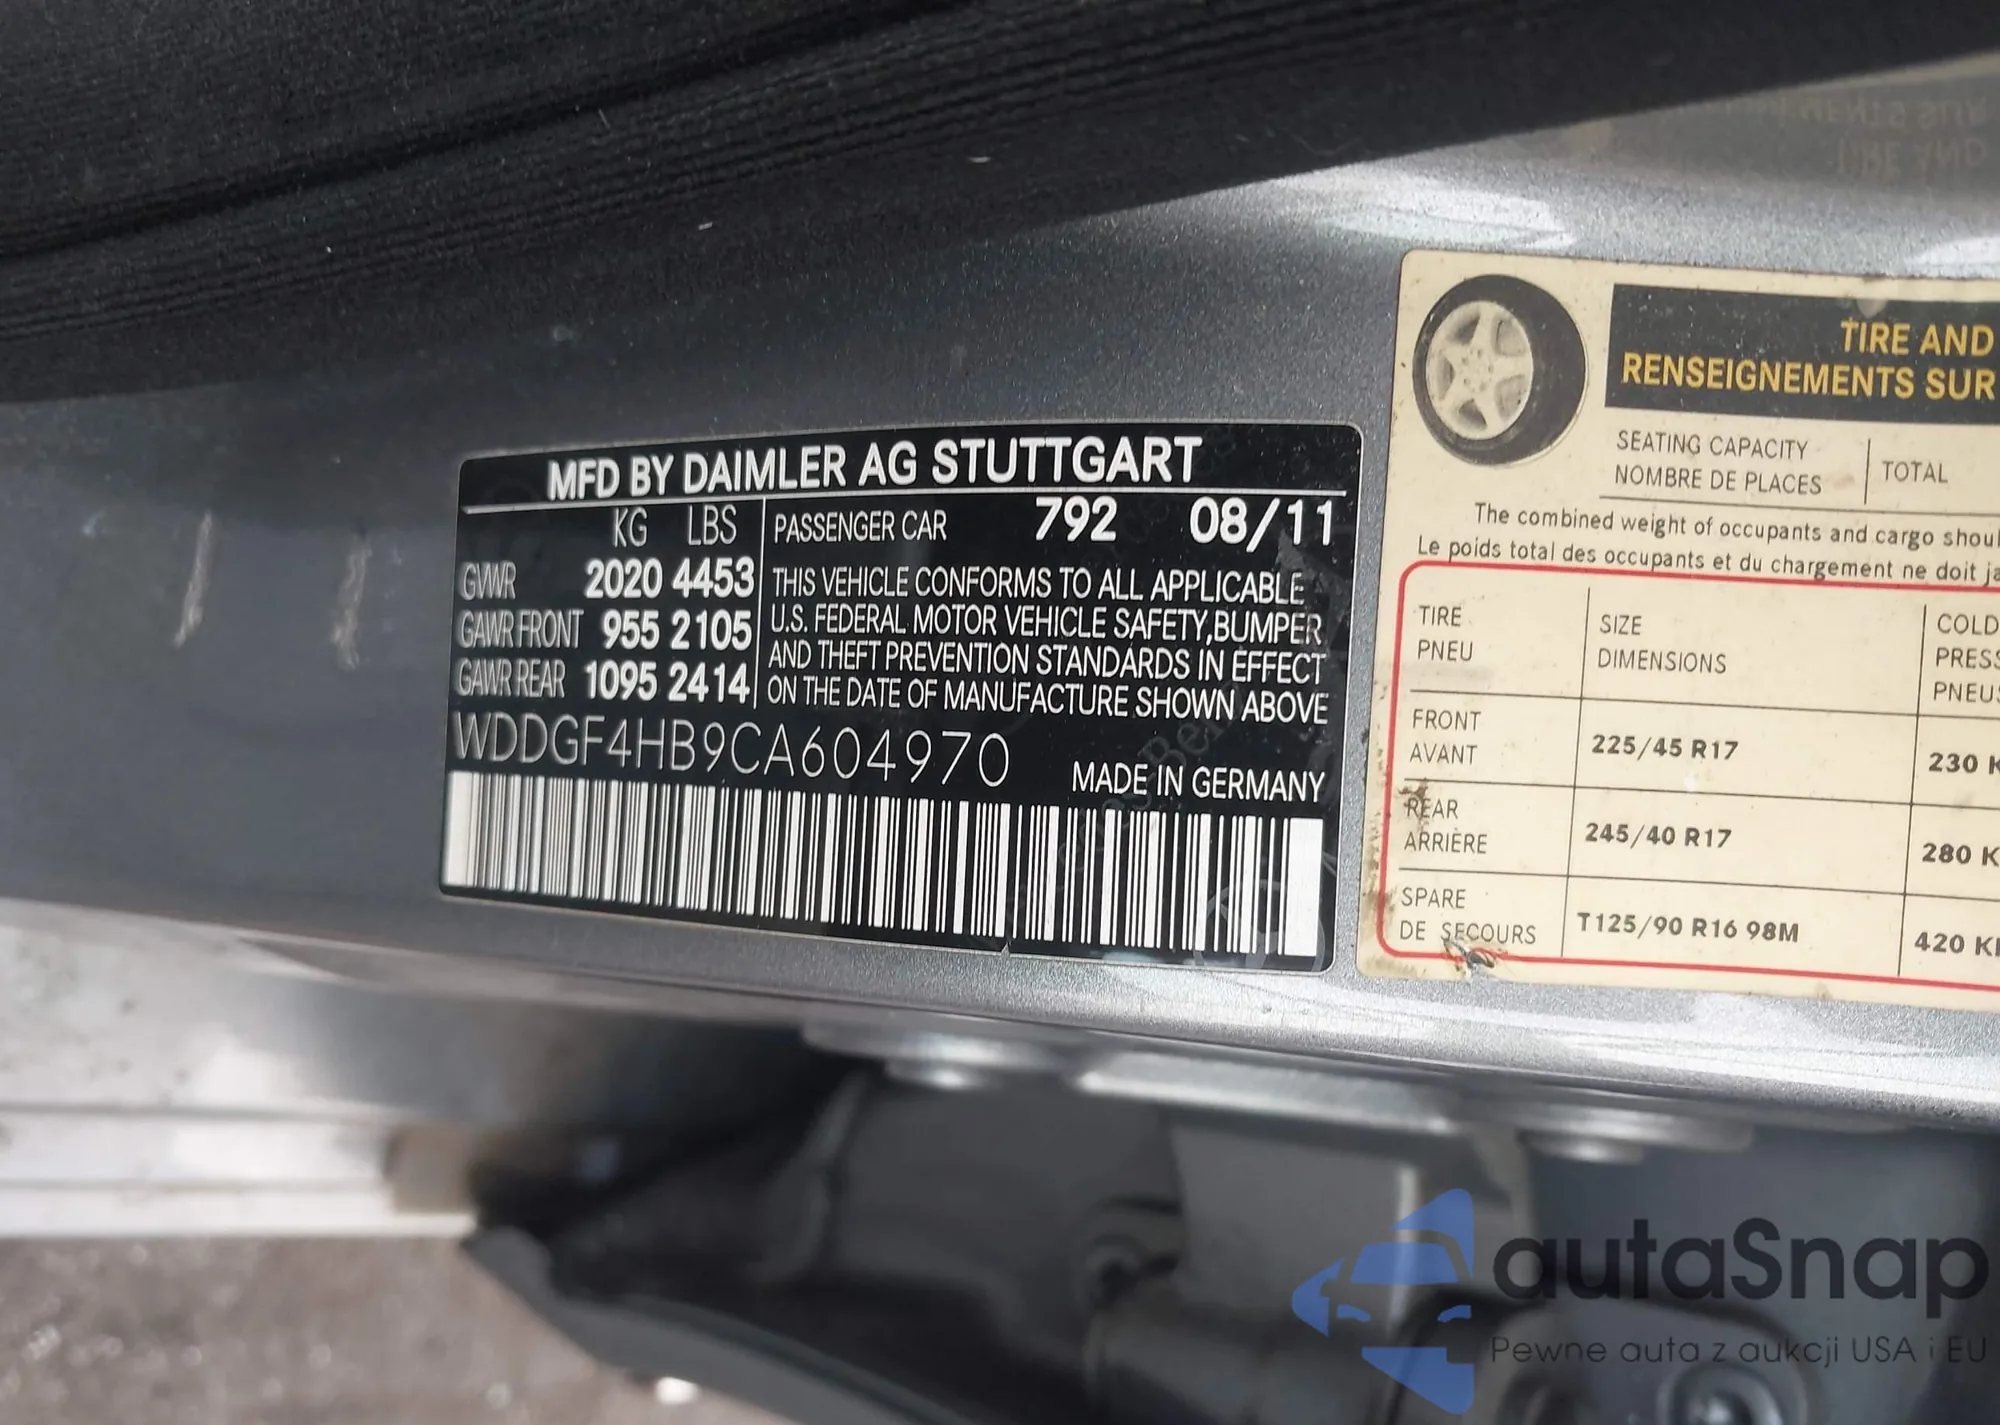 MFD BY DAIMLER AG STUTTGART
KG LBS PASSENGER CAR 792 08/11
GVWR 2020 4453
GAWR FRONT 955 2105
GAWR REAR 1095 2414
THIS VEHICLE CONFORMS TO ALL APPLICABLE
U.S. FEDERAL MOTOR VEHICLE SAFETY,BUMPER
AND THEFT PREVENTION STANDARDS IN EFFECT
ON THE DATE OF MANUFACTURE SHOWN ABOVE
WDDGF4HB9CA604970
MADE IN GERMANY
TIRE AND
RENSEIGNEMENTS SUR
SEATING CAPACITY
NOMBRE DE PLACES
TOTAL
The combined weight of occupants and cargo shoul
Le poids total des occupants et du chargement ne doit ja
TIRE
PNEU
SIZE
DIMENSIONS
COLD
PRESS
PNEUS
FRONT
AVANT
225/45 R17
230 K
REAR
ARRIÈRE
245/40 R17
280 K
SPARE
DE SECOURS
T125/90 R16 98M
420 K
autaSnap
Pewne auta z aukcji USA i EU